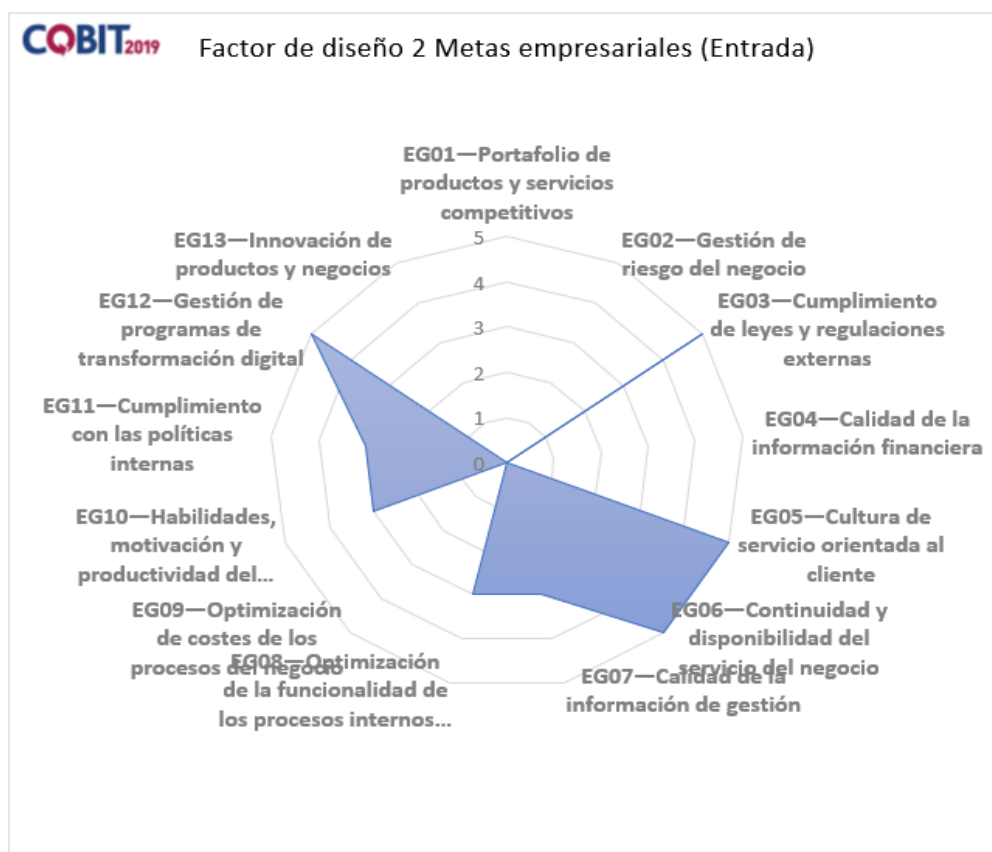 COBIT 2019
Factor de diseño 2 Metas empresariales (Entrada)
EG01—Portafolio de
productos y servicios
competitivos
EG02—Gestión de
riesgo del negocio
EG03—Cumplimiento
de leyes y regulaciones
externas
EG04—Calidad de la
información financiera
EG05—Cultura de
servicio orientada al
cliente
EG06—Continuidad y
disponibilidad del
servicio del negocio
EG07—Calidad de la
información de gestión
EG08—Optimización
de la funcionalidad de
los procesos internos...
EG09—Optimización
de costes de los
procesos del negocio
EG10—Habilidades,
motivación y
productividad del...
EG11—Cumplimiento
con las políticas
internas
EG12—Gestión de
programas de
transformación digital
EG13—Innovación de
productos y negocios
5
4
3
2
1
0